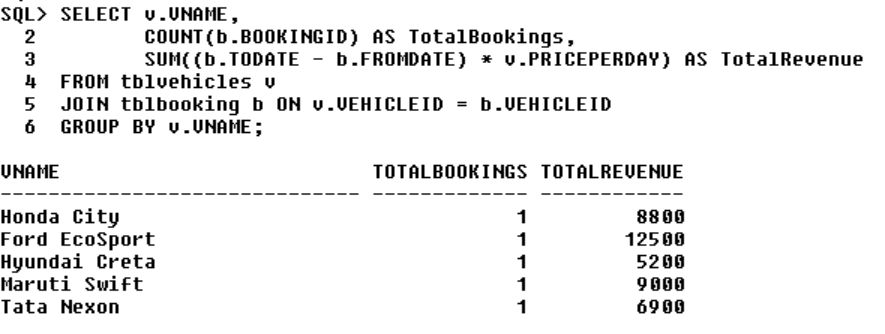 SQL> SELECT v.VNAME,
  2         COUNT(b.BOOKINGID) AS TotalBookings,
  3         SUM((b.TODATE - b.FROMDATE) * v.PRICEPERDAY) AS TotalRevenue
  4  FROM tblvehicles v
  5  JOIN tblbooking b ON v.VEHICLEID = b.VEHICLEID
  6  GROUP BY v.VNAME;

VNAME                          TOTALBOOKINGS TOTALREVENUE
------------------------------ ------------- ------------
Honda City                                 1         8800
Ford EcoSport                              1        12500
Hyundai Creta                              1         5200
Maruti Swift                               1         9000
Tata Nexon                                 1         6900